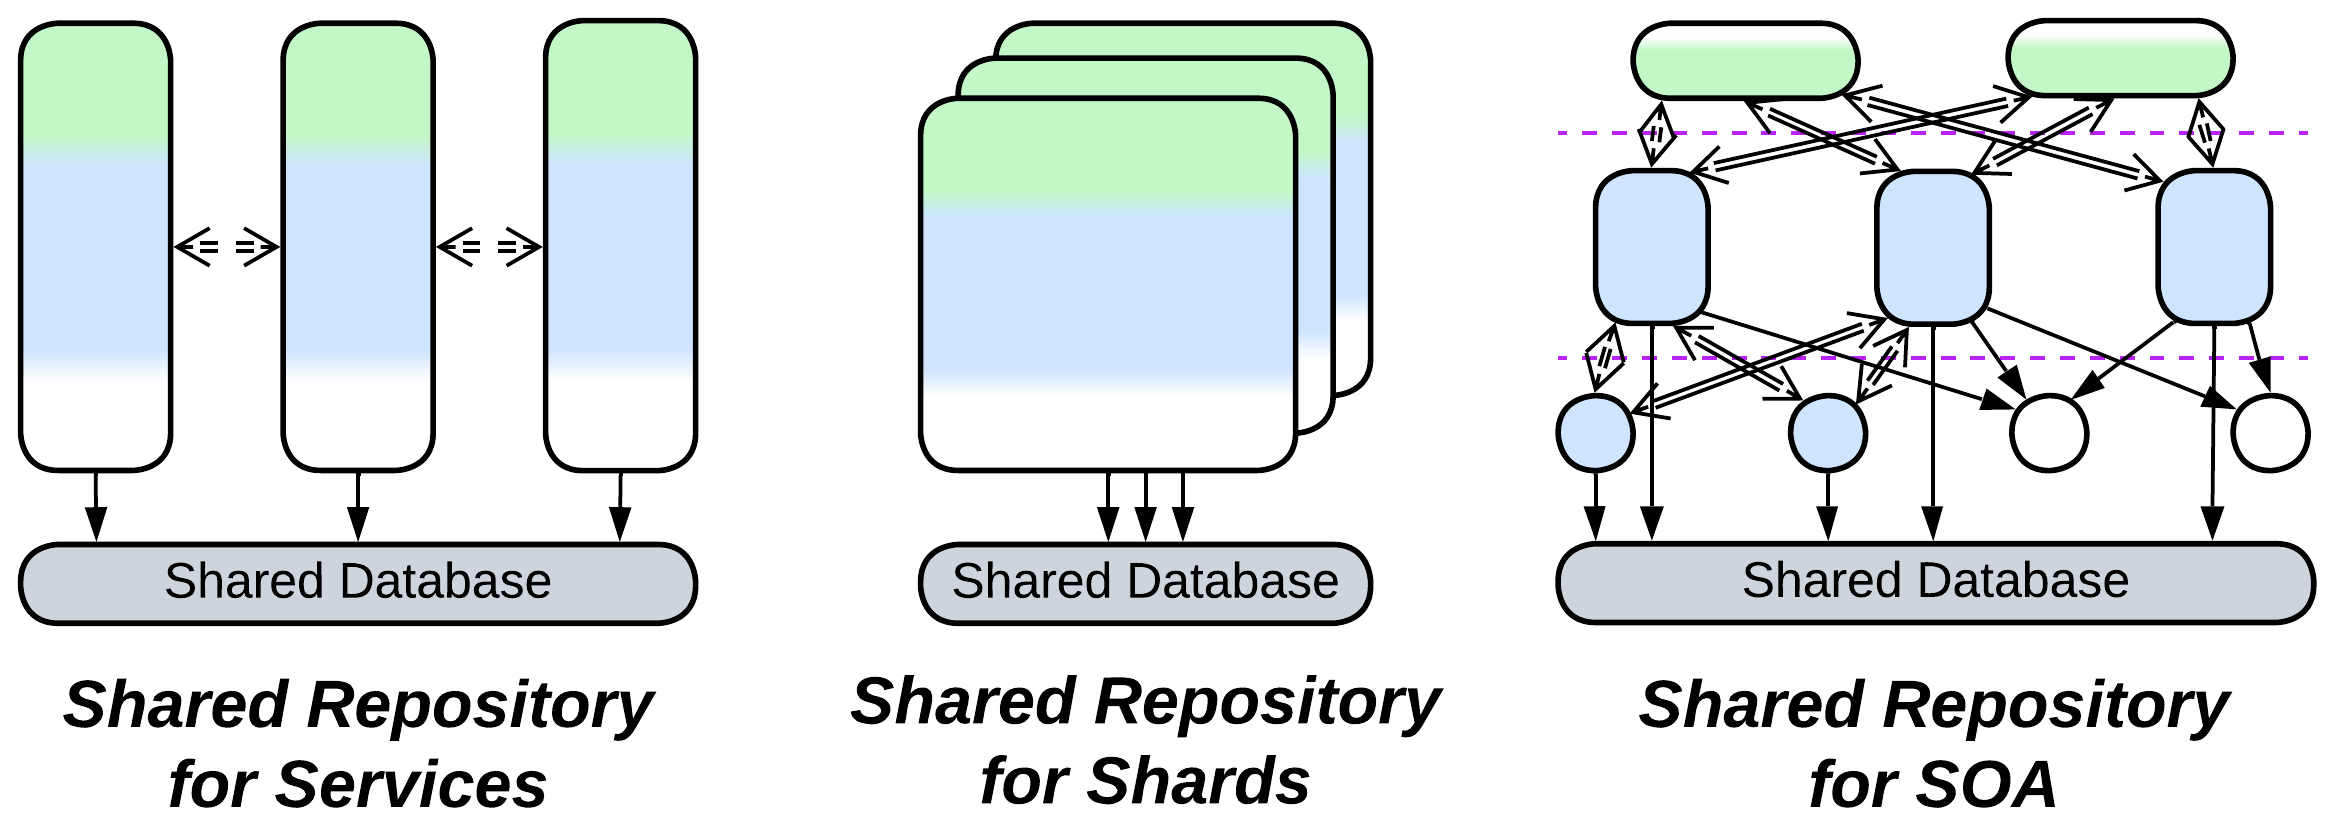 Shared Database
Shared Repository
for Services
Shared Database
Shared Repository
for Shards
Shared Database
Shared Repository
for SOA